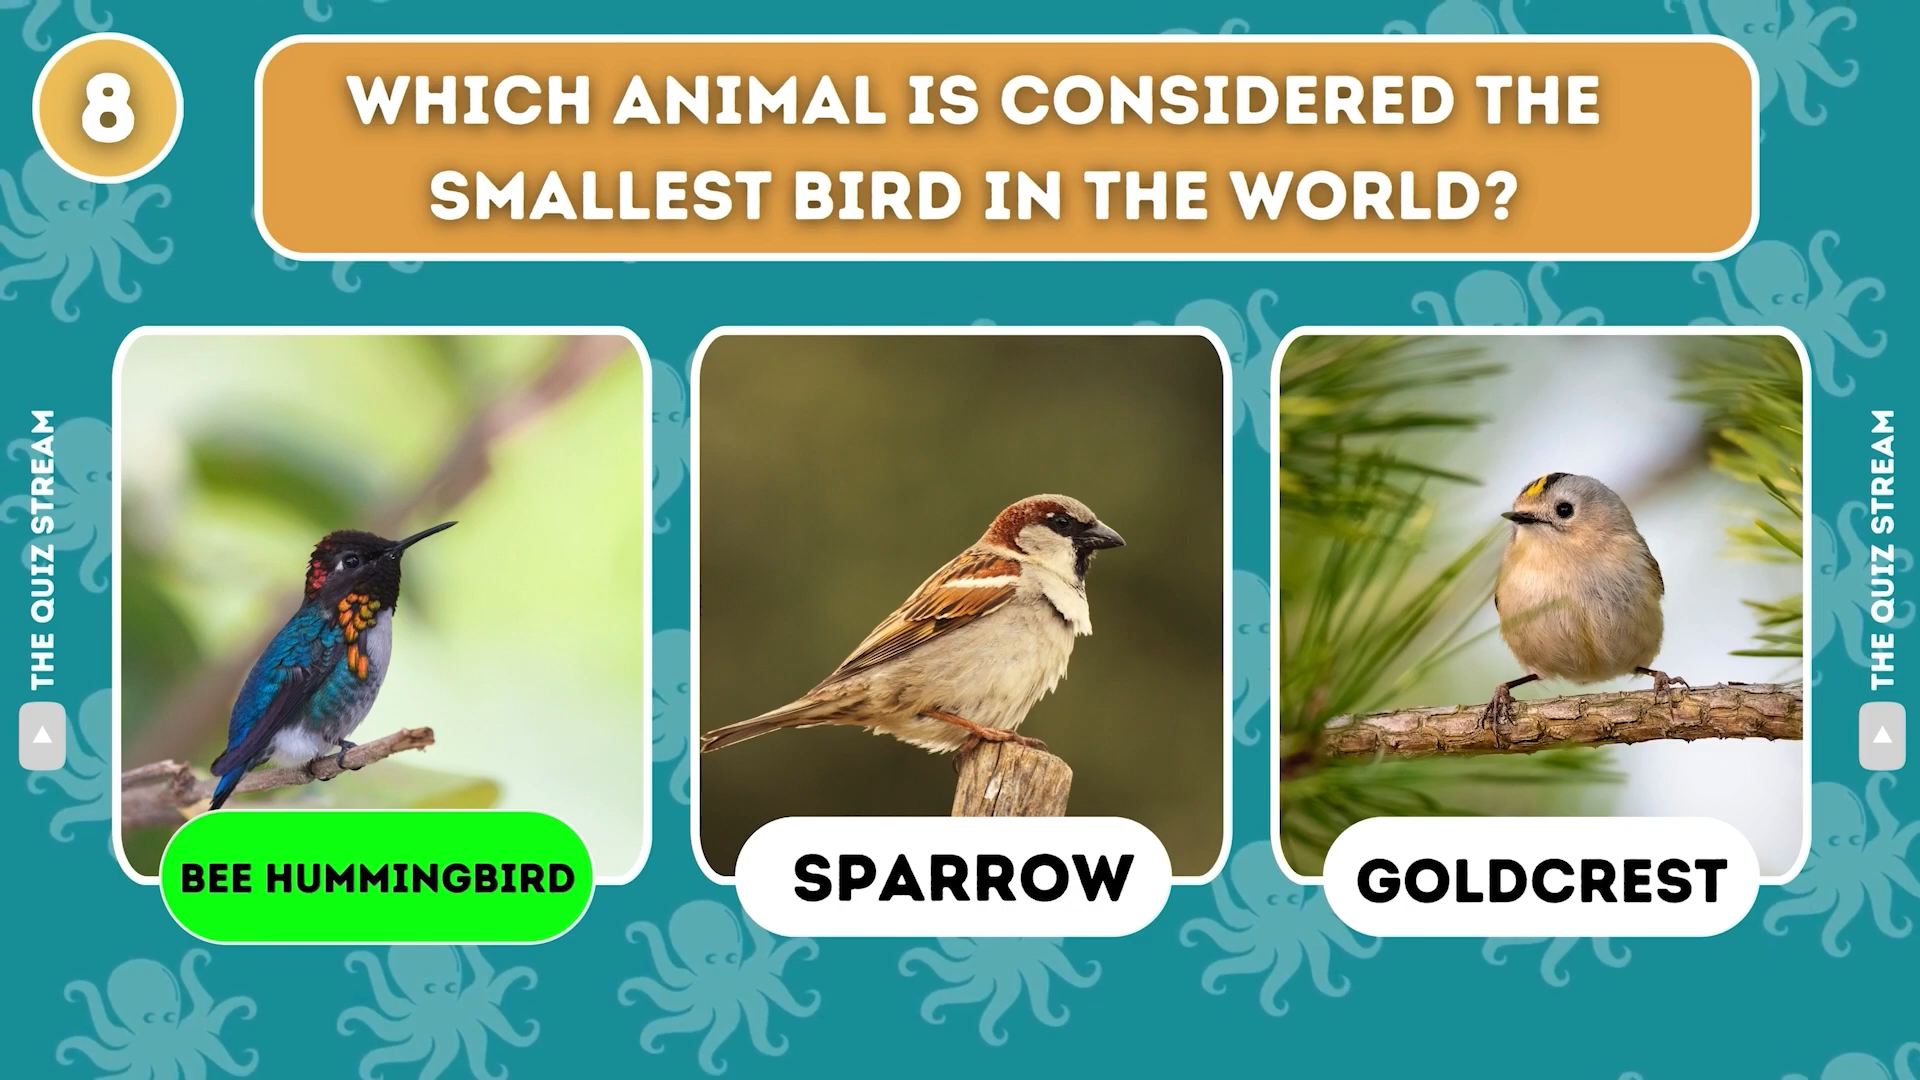 8
WHICH ANIMAL IS CONSIDERED THE
SMALLEST BIRD IN THE WORLD?
THE QUIZ STREAM
THE QUIZ STREAM
BEE HUMMINGBIRD
SPARROW
GOLDCREST